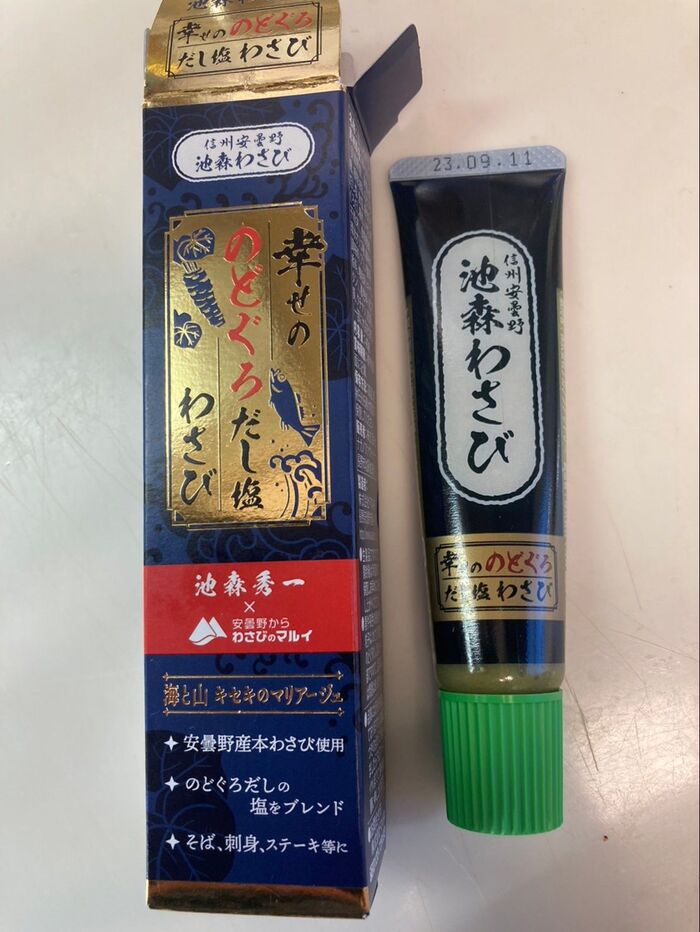 幸せの のどぐろ
だし塩 わさび
信州安曇野
池森わさび
幸せの
のどぐろだし塩
わさび
池森秀一
×
安曇野から
わさびのマルイ
海と山 キセキのマリアージュ
安曇野産本わさび使用
のどぐろだしの
塩をブレンド
そば、刺身、ステーキ等に
23.09.11
信州安曇野
池森わさび
幸せの のどぐろ
だし塩 わさび